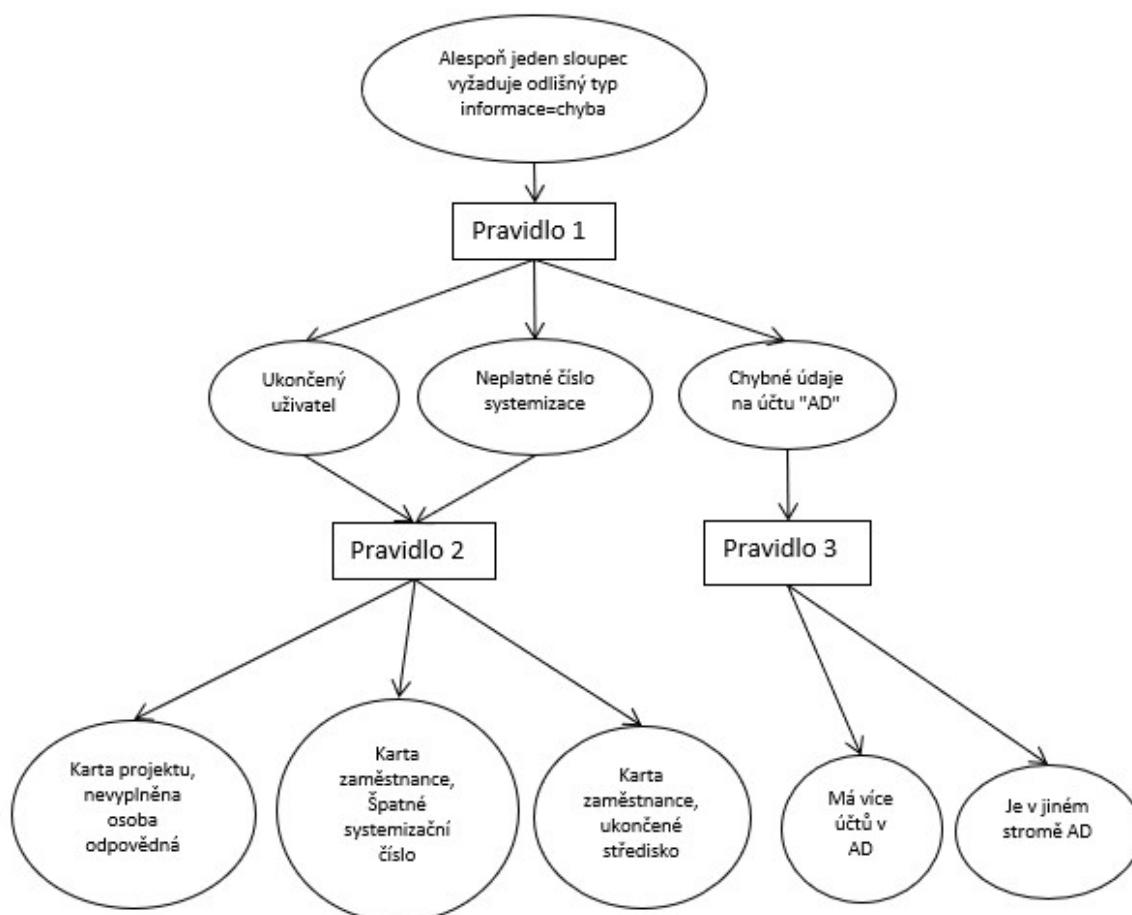 Alespoň jeden sloupec
vyžaduje odlišný typ
informace=chyba
Pravidlo 1
Ukončený
uživatel
Neplatné číslo
systemizace
Chybné údaje
na účtu "AD"
Pravidlo 2
Pravidlo 3
Karta projektu,
nevyplněna
osoba
odpovědná
Karta
zaměstnance,
Špatné
systemizační
číslo
Karta
zaměstnance,
ukončené
středisko
Má více
účtů v
AD
Je v jiném
stromě AD